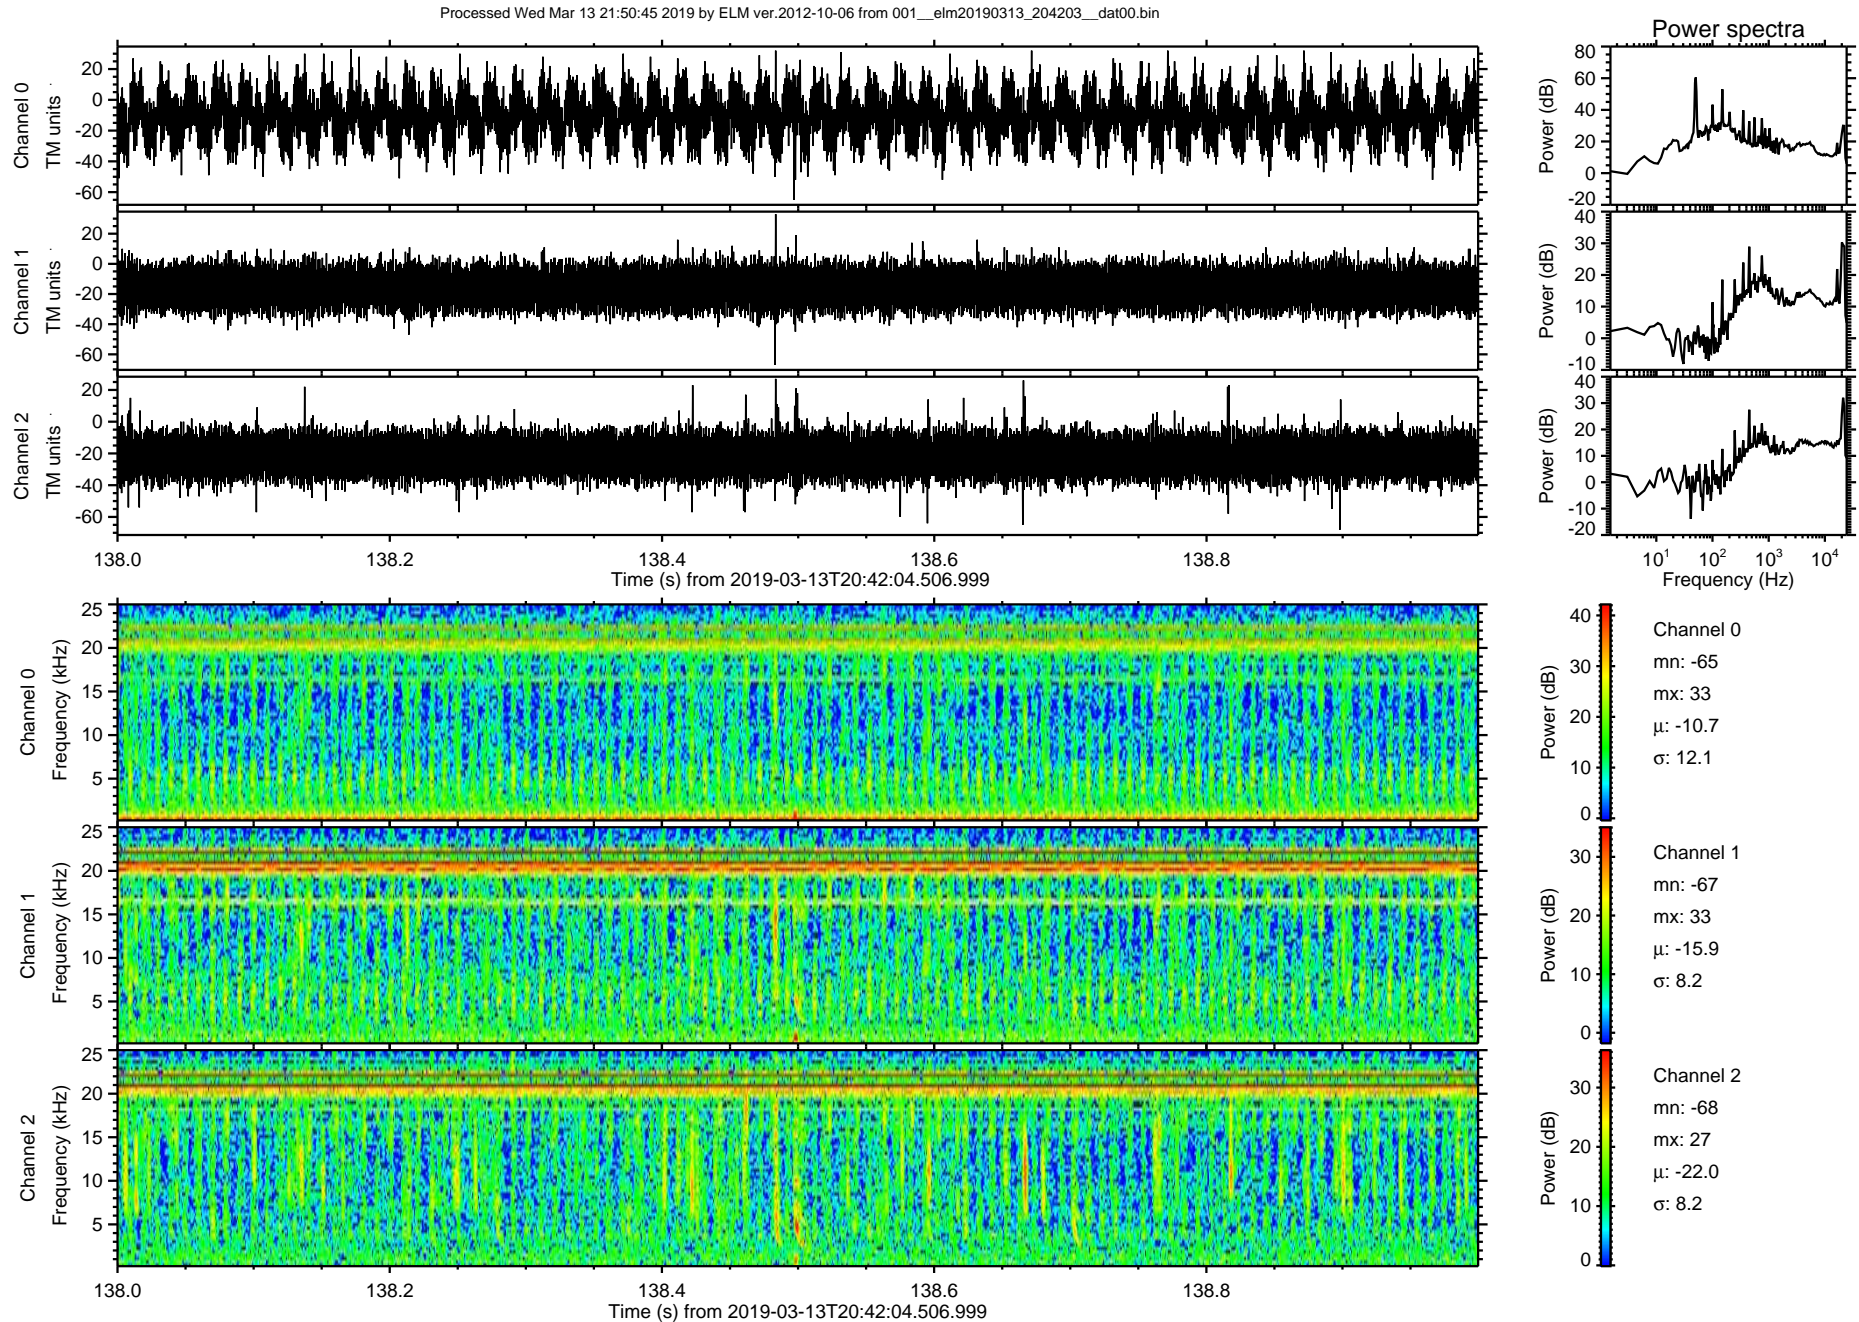 Processed Wed Mar 13 21:50:45 2019 by ELM ver.2012-10-06 from 001__elm20190313_204203__dat00.bin
Power spectra
Channel 0
TM units
20
0
-20
-40
-60
Power (dB)
80
60
40
20
0
-20
Channel 1
TM units
20
0
-20
-40
-60
Power (dB)
40
30
20
10
0
-10
Channel 2
TM units
20
0
-20
-40
-60
Power (dB)
40
30
20
10
0
-10
-20
138.0 138.2 138.4 138.6 138.8
Time (s) from 2019-03-13T20:42:04.506.999
10¹ 10² 10³ 10⁴
Frequency (Hz)
Channel 0
Frequency (kHz)
25
20
15
10
5
Power (dB)
40
30
20
10
0
Channel 0
mn: -65
mx: 33
μ: -10.7
σ: 12.1
Channel 1
Frequency (kHz)
25
20
15
10
5
Power (dB)
30
20
10
0
Channel 1
mn: -67
mx: 33
μ: -15.9
σ: 8.2
Channel 2
Frequency (kHz)
25
20
15
10
5
Power (dB)
30
20
10
0
Channel 2
mn: -68
mx: 27
μ: -22.0
σ: 8.2
138.0 138.2 138.4 138.6 138.8
Time (s) from 2019-03-13T20:42:04.506.999